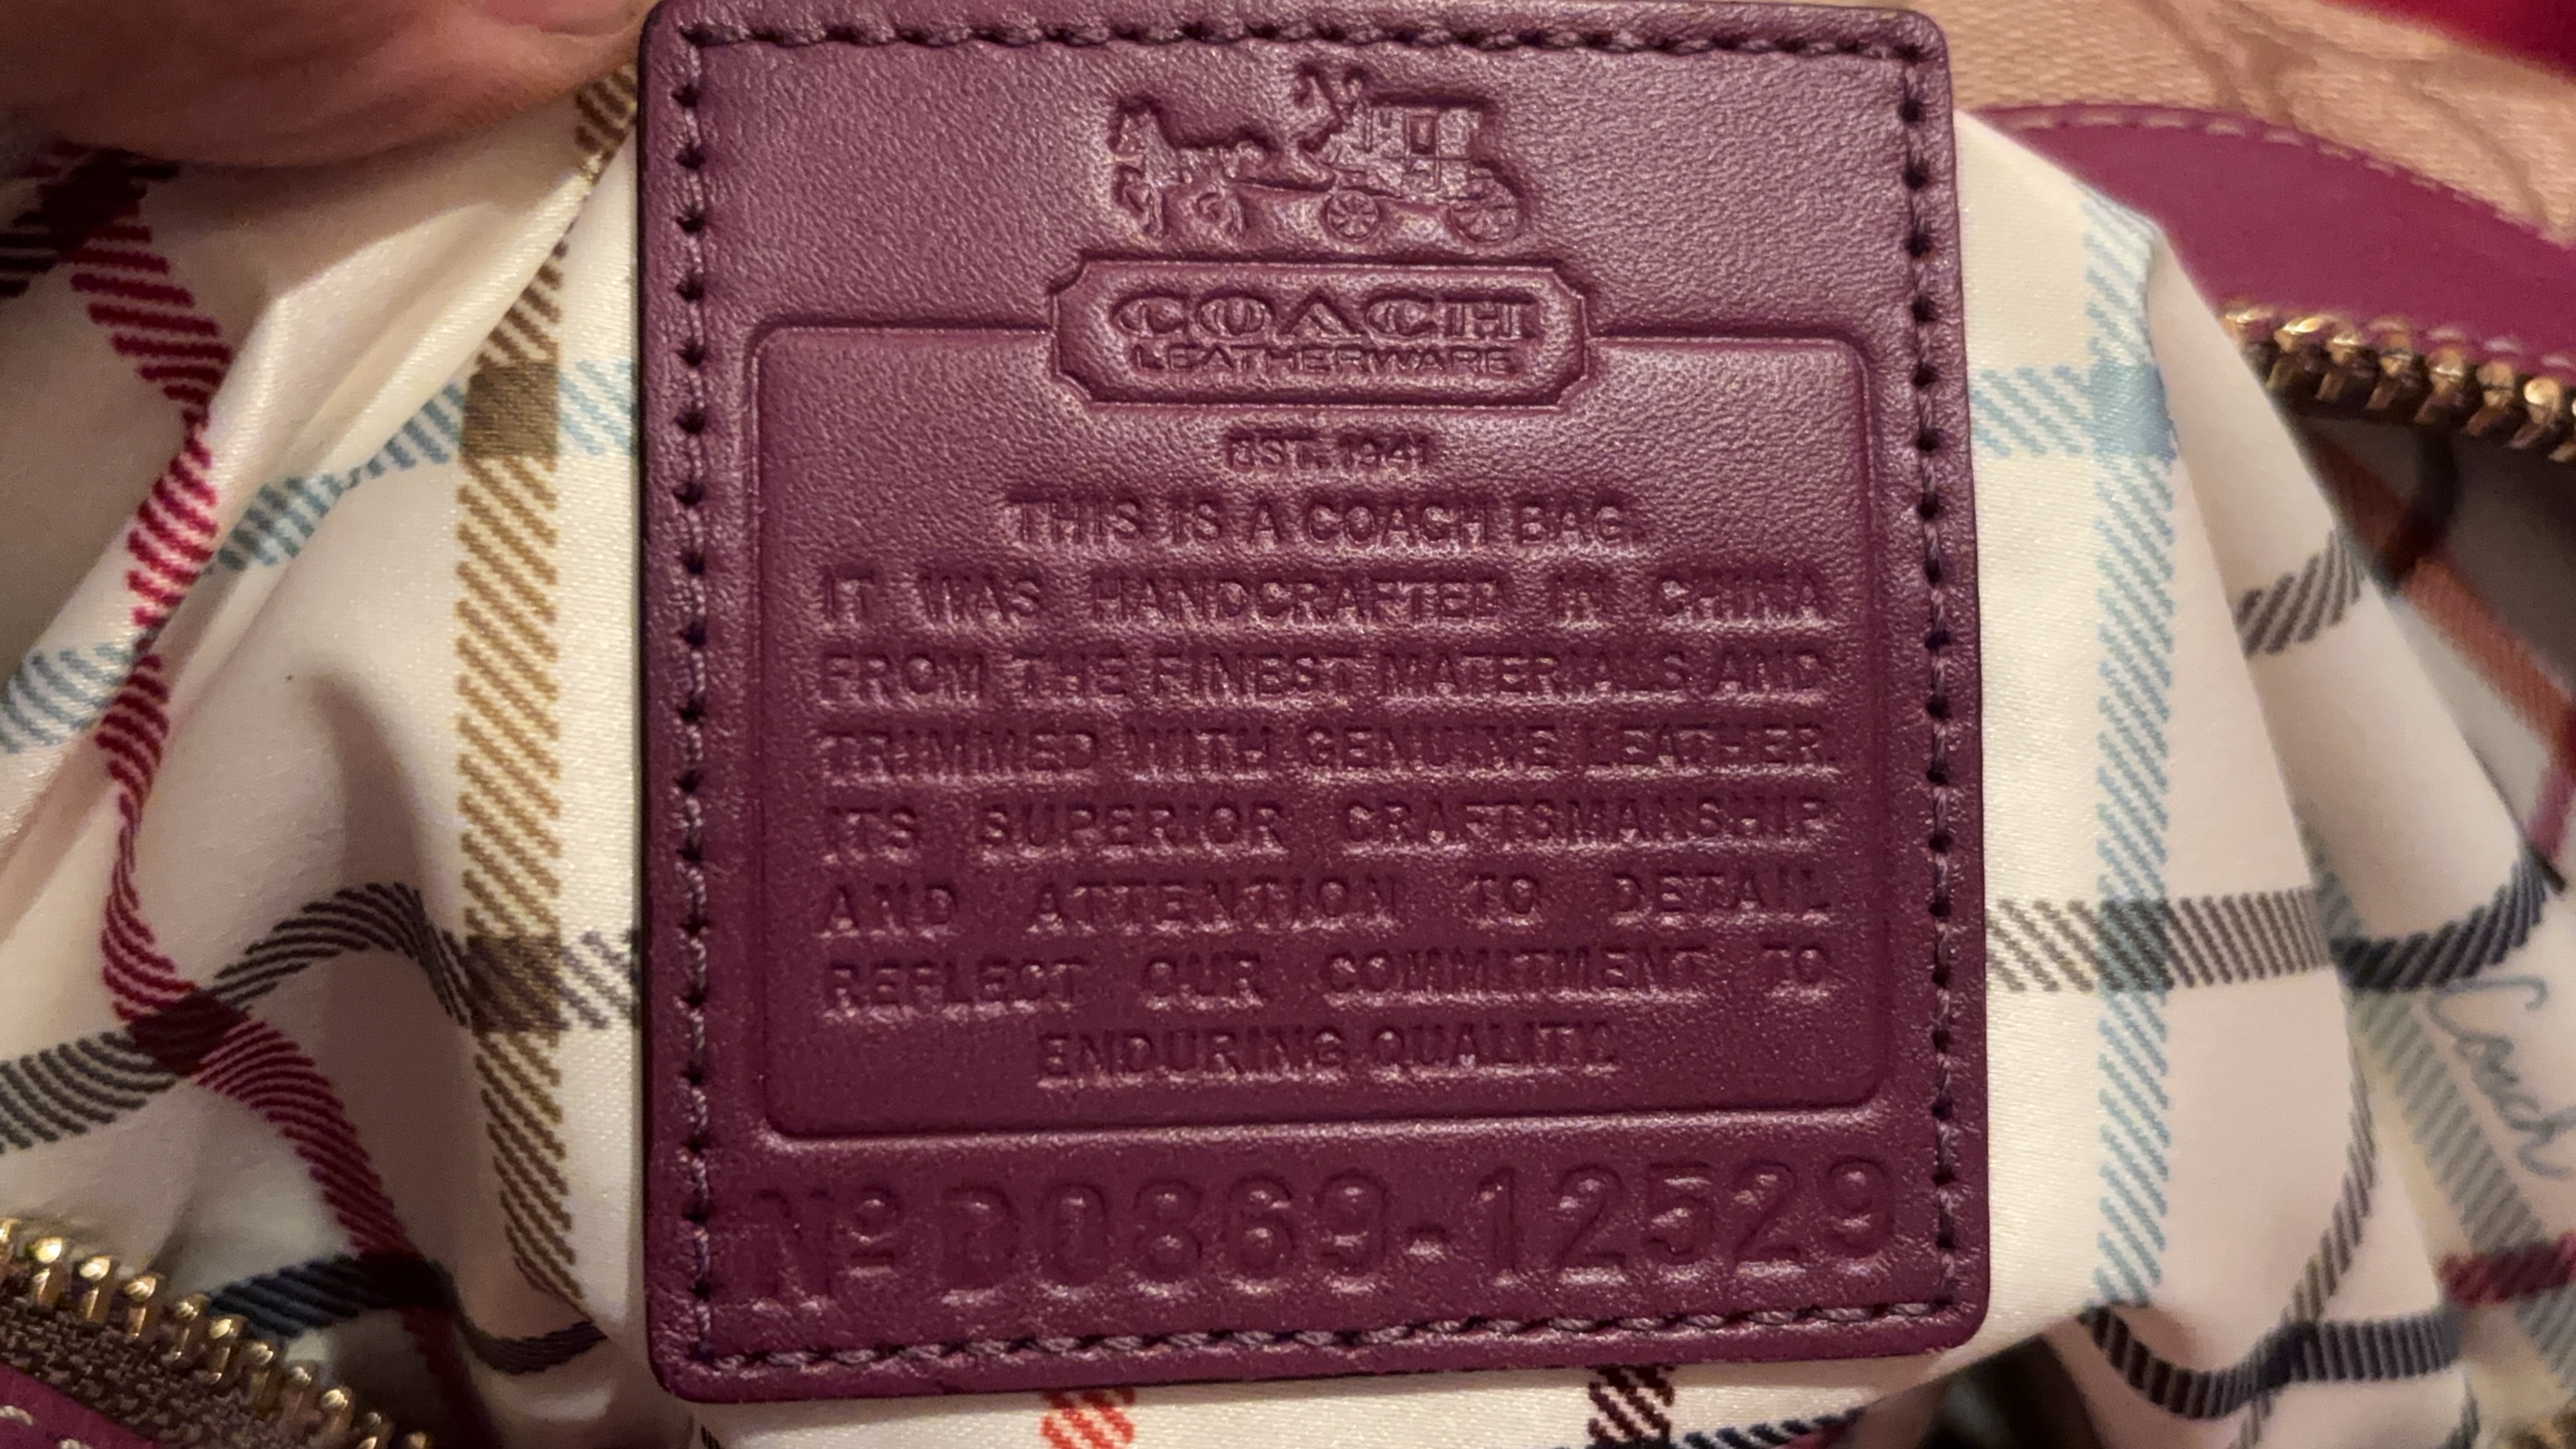 COACH
LEATHERWARE
EST. 1941
THIS IS A COACH BAG.
IT WAS HANDCRAFTED IN CHINA
FROM THE FINEST MATERIALS AND
TRIMMED WITH GENUINE LEATHER.
ITS SUPERIOR CRAFTSMANSHIP
AND ATTENTION TO DETAIL
REFLECT OUR COMMITMENT TO
ENDURING QUALITY.
Nº D0869-12529
Coach